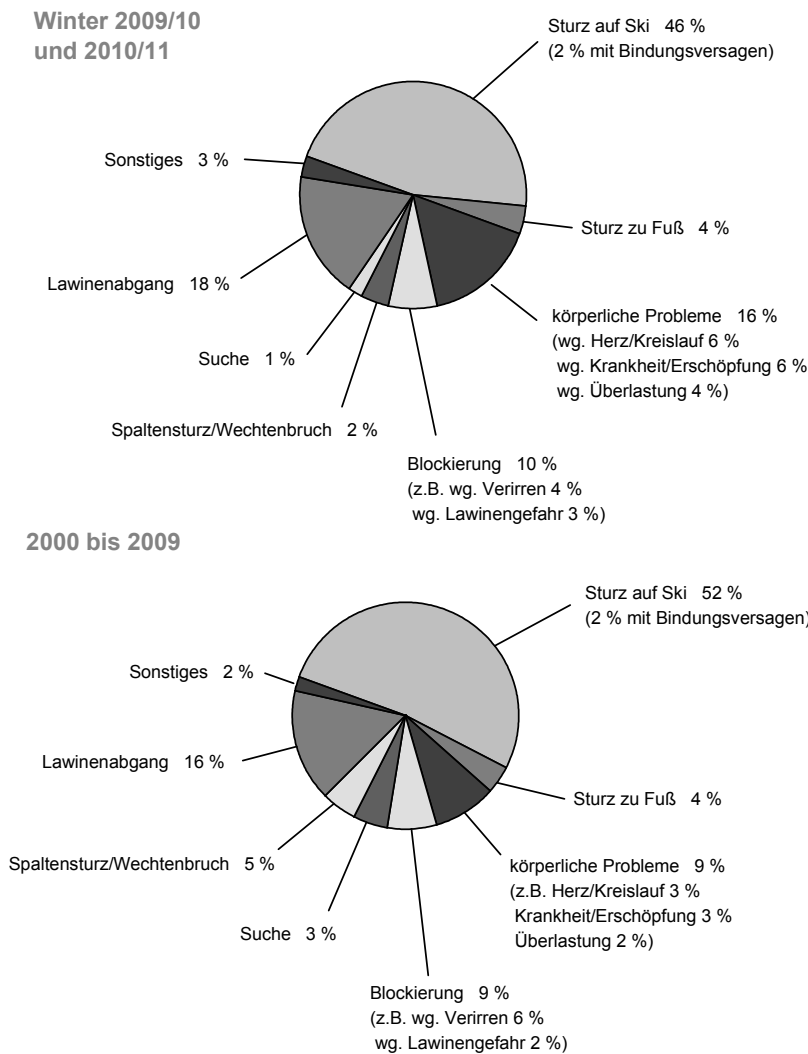 Winter 2009/10
und 2010/11
Sturz auf Ski 46 %
(2 % mit Bindungsversagen)
Sonstiges 3 %
Sturz zu Fuß 4 %
Lawinenabgang 18 %
körperliche Probleme 16 %
(wg. Herz/Kreislauf 6 %
wg. Krankheit/Erschöpfung 6 %
wg. Überlastung 4 %)
Suche 1 %
Spaltensturz/Wechtenbruch 2 %
Blockierung 10 %
(z.B. wg. Verirren 4 %
wg. Lawinengefahr 3 %)
2000 bis 2009
Sturz auf Ski 52 %
(2 % mit Bindungsversagen)
Sonstiges 2 %
Lawinenabgang 16 %
Sturz zu Fuß 4 %
Spaltensturz/Wechtenbruch 5 %
körperliche Probleme 9 %
(z.B. Herz/Kreislauf 3 %
Krankheit/Erschöpfung 3 %
Überlastung 2 %)
Suche 3 %
Blockierung 9 %
(z.B. wg. Verirren 6 %
wg. Lawinengefahr 2 %)